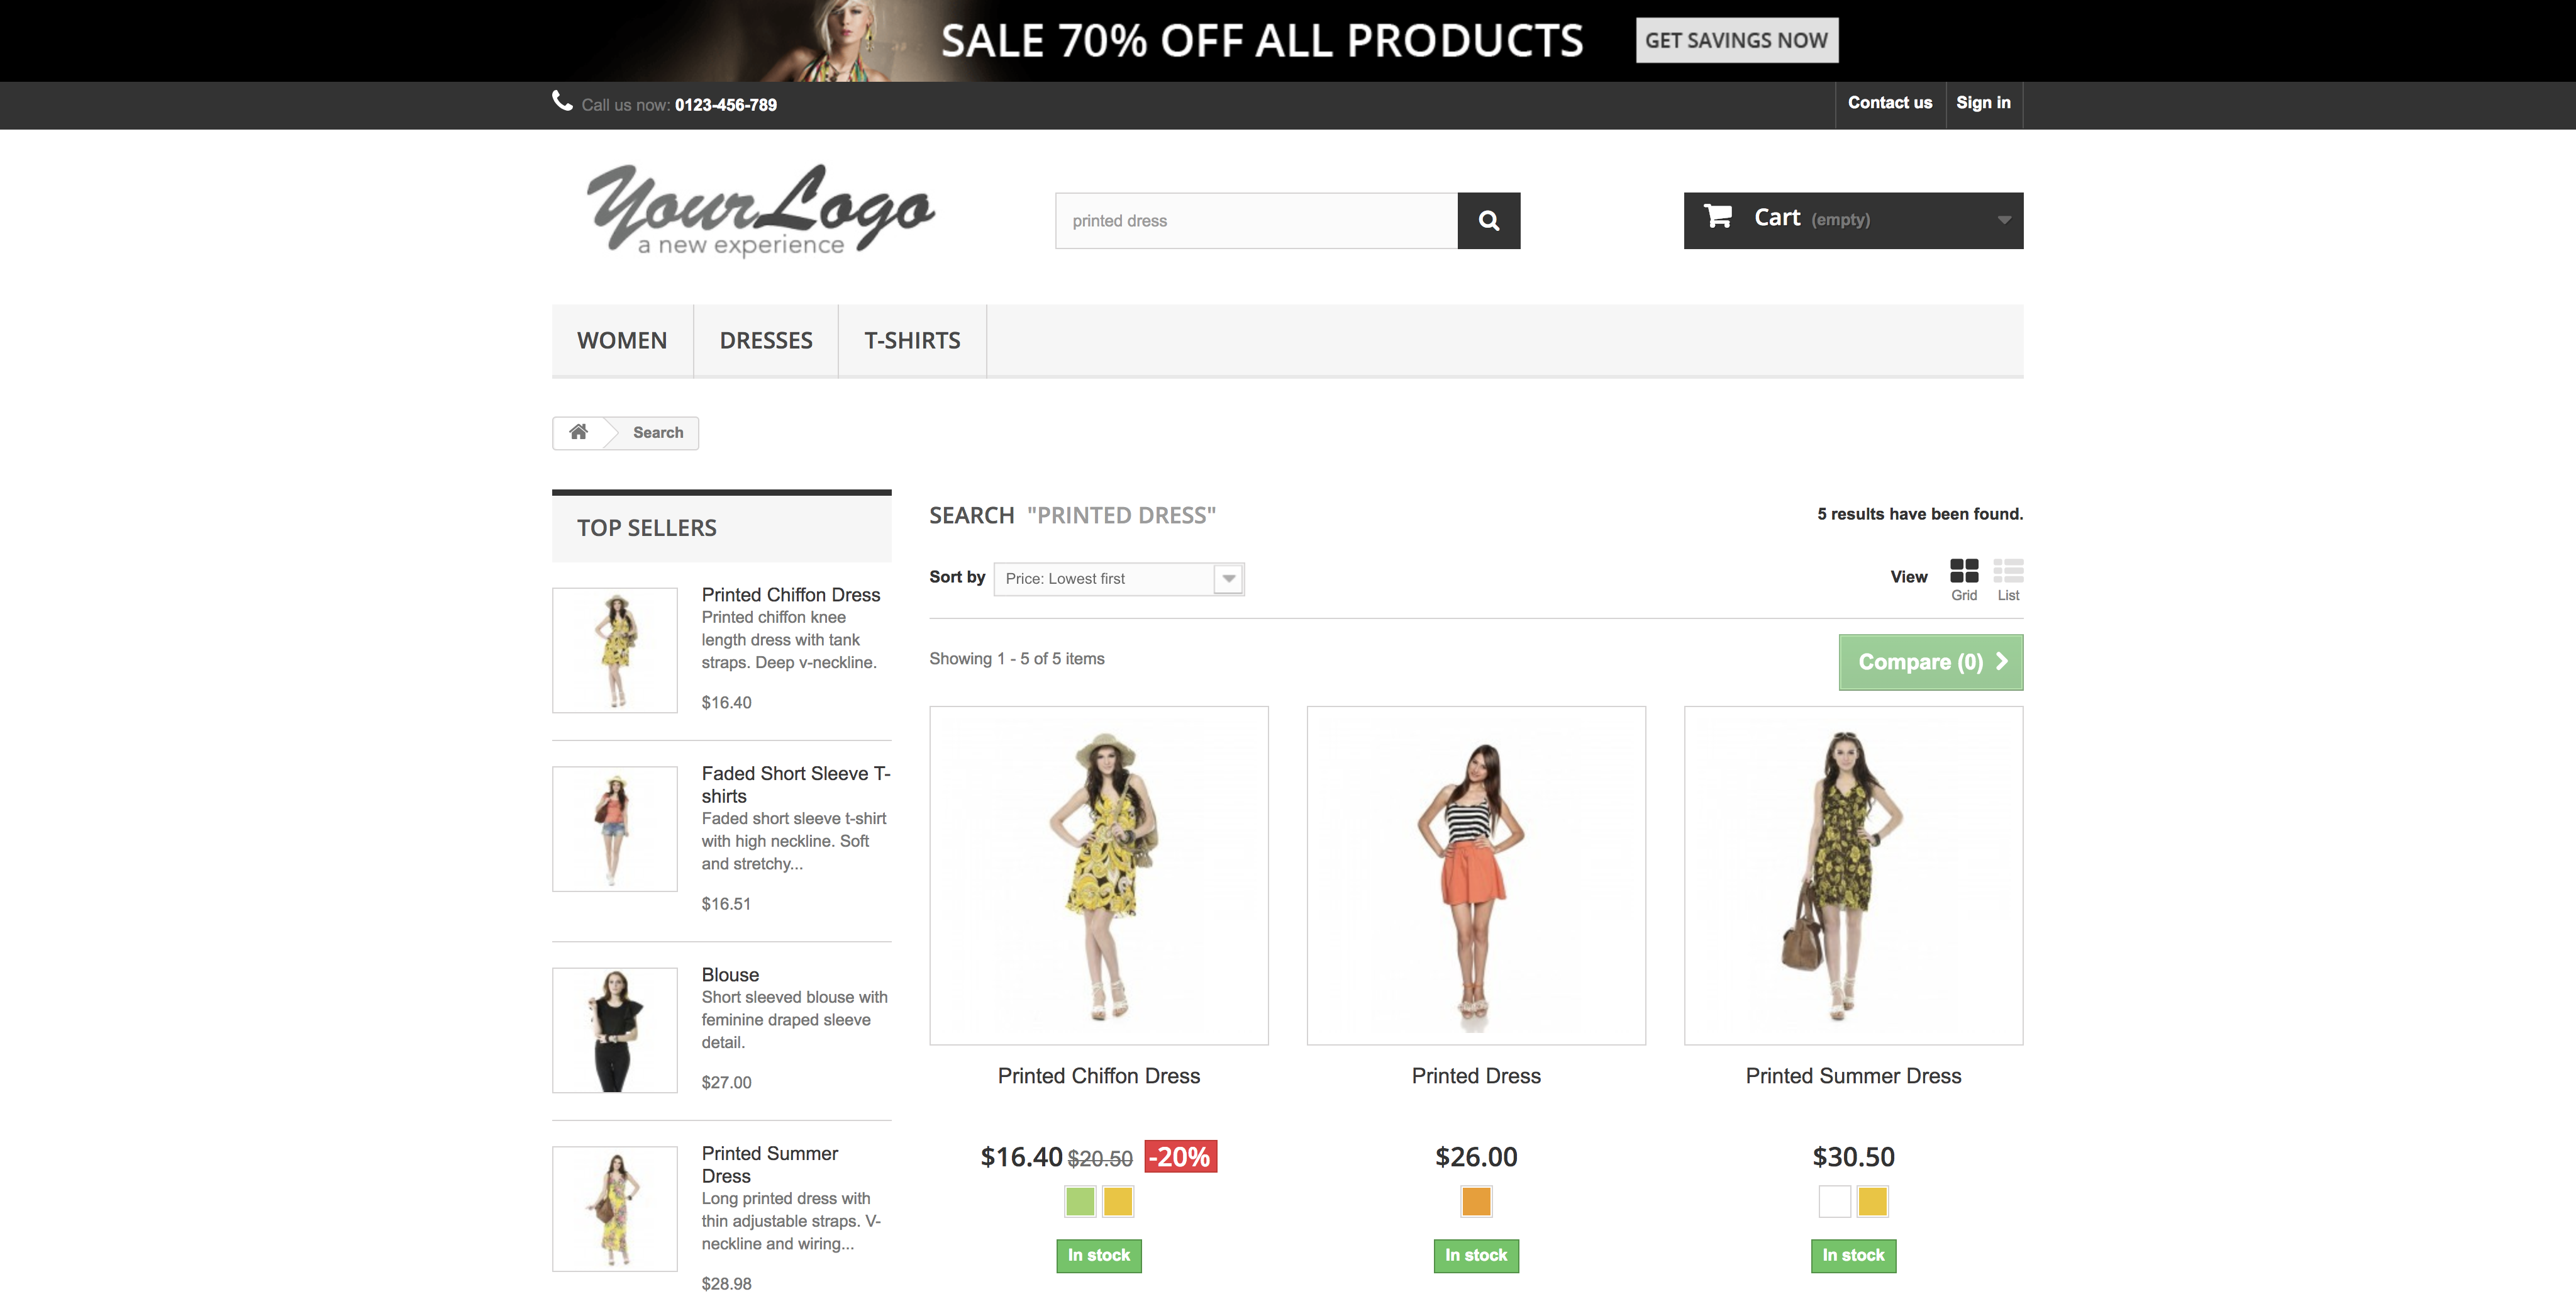 SALE 70% OFF ALL PRODUCTS
GET SAVINGS NOW
Call us now: 0123-456-789
Contact us
Sign in
Your Logo
a new experience
printed dress
Cart (empty)
WOMEN
DRESSES
T-SHIRTS
Search
TOP SELLERS
Printed Chiffon Dress
Printed chiffon knee
length dress with tank
straps. Deep v-neckline.
$16.40
Faded Short Sleeve T-
shirts
Faded short sleeve t-shirt
with high neckline. Soft
and stretchy...
$16.51
Blouse
Short sleeved blouse with
feminine draped sleeve
detail.
$27.00
Printed Summer
Dress
Long printed dress with
thin adjustable straps. V-
neckline and wiring...
$28.98
SEARCH "PRINTED DRESS"
5 results have been found.
Sort by
Price: Lowest first
View
Grid
List
Showing 1 - 5 of 5 items
Compare (0)
Printed Chiffon Dress
$16.40 $20.50 -20%
In stock
Printed Dress
$26.00
In stock
Printed Summer Dress
$30.50
In stock